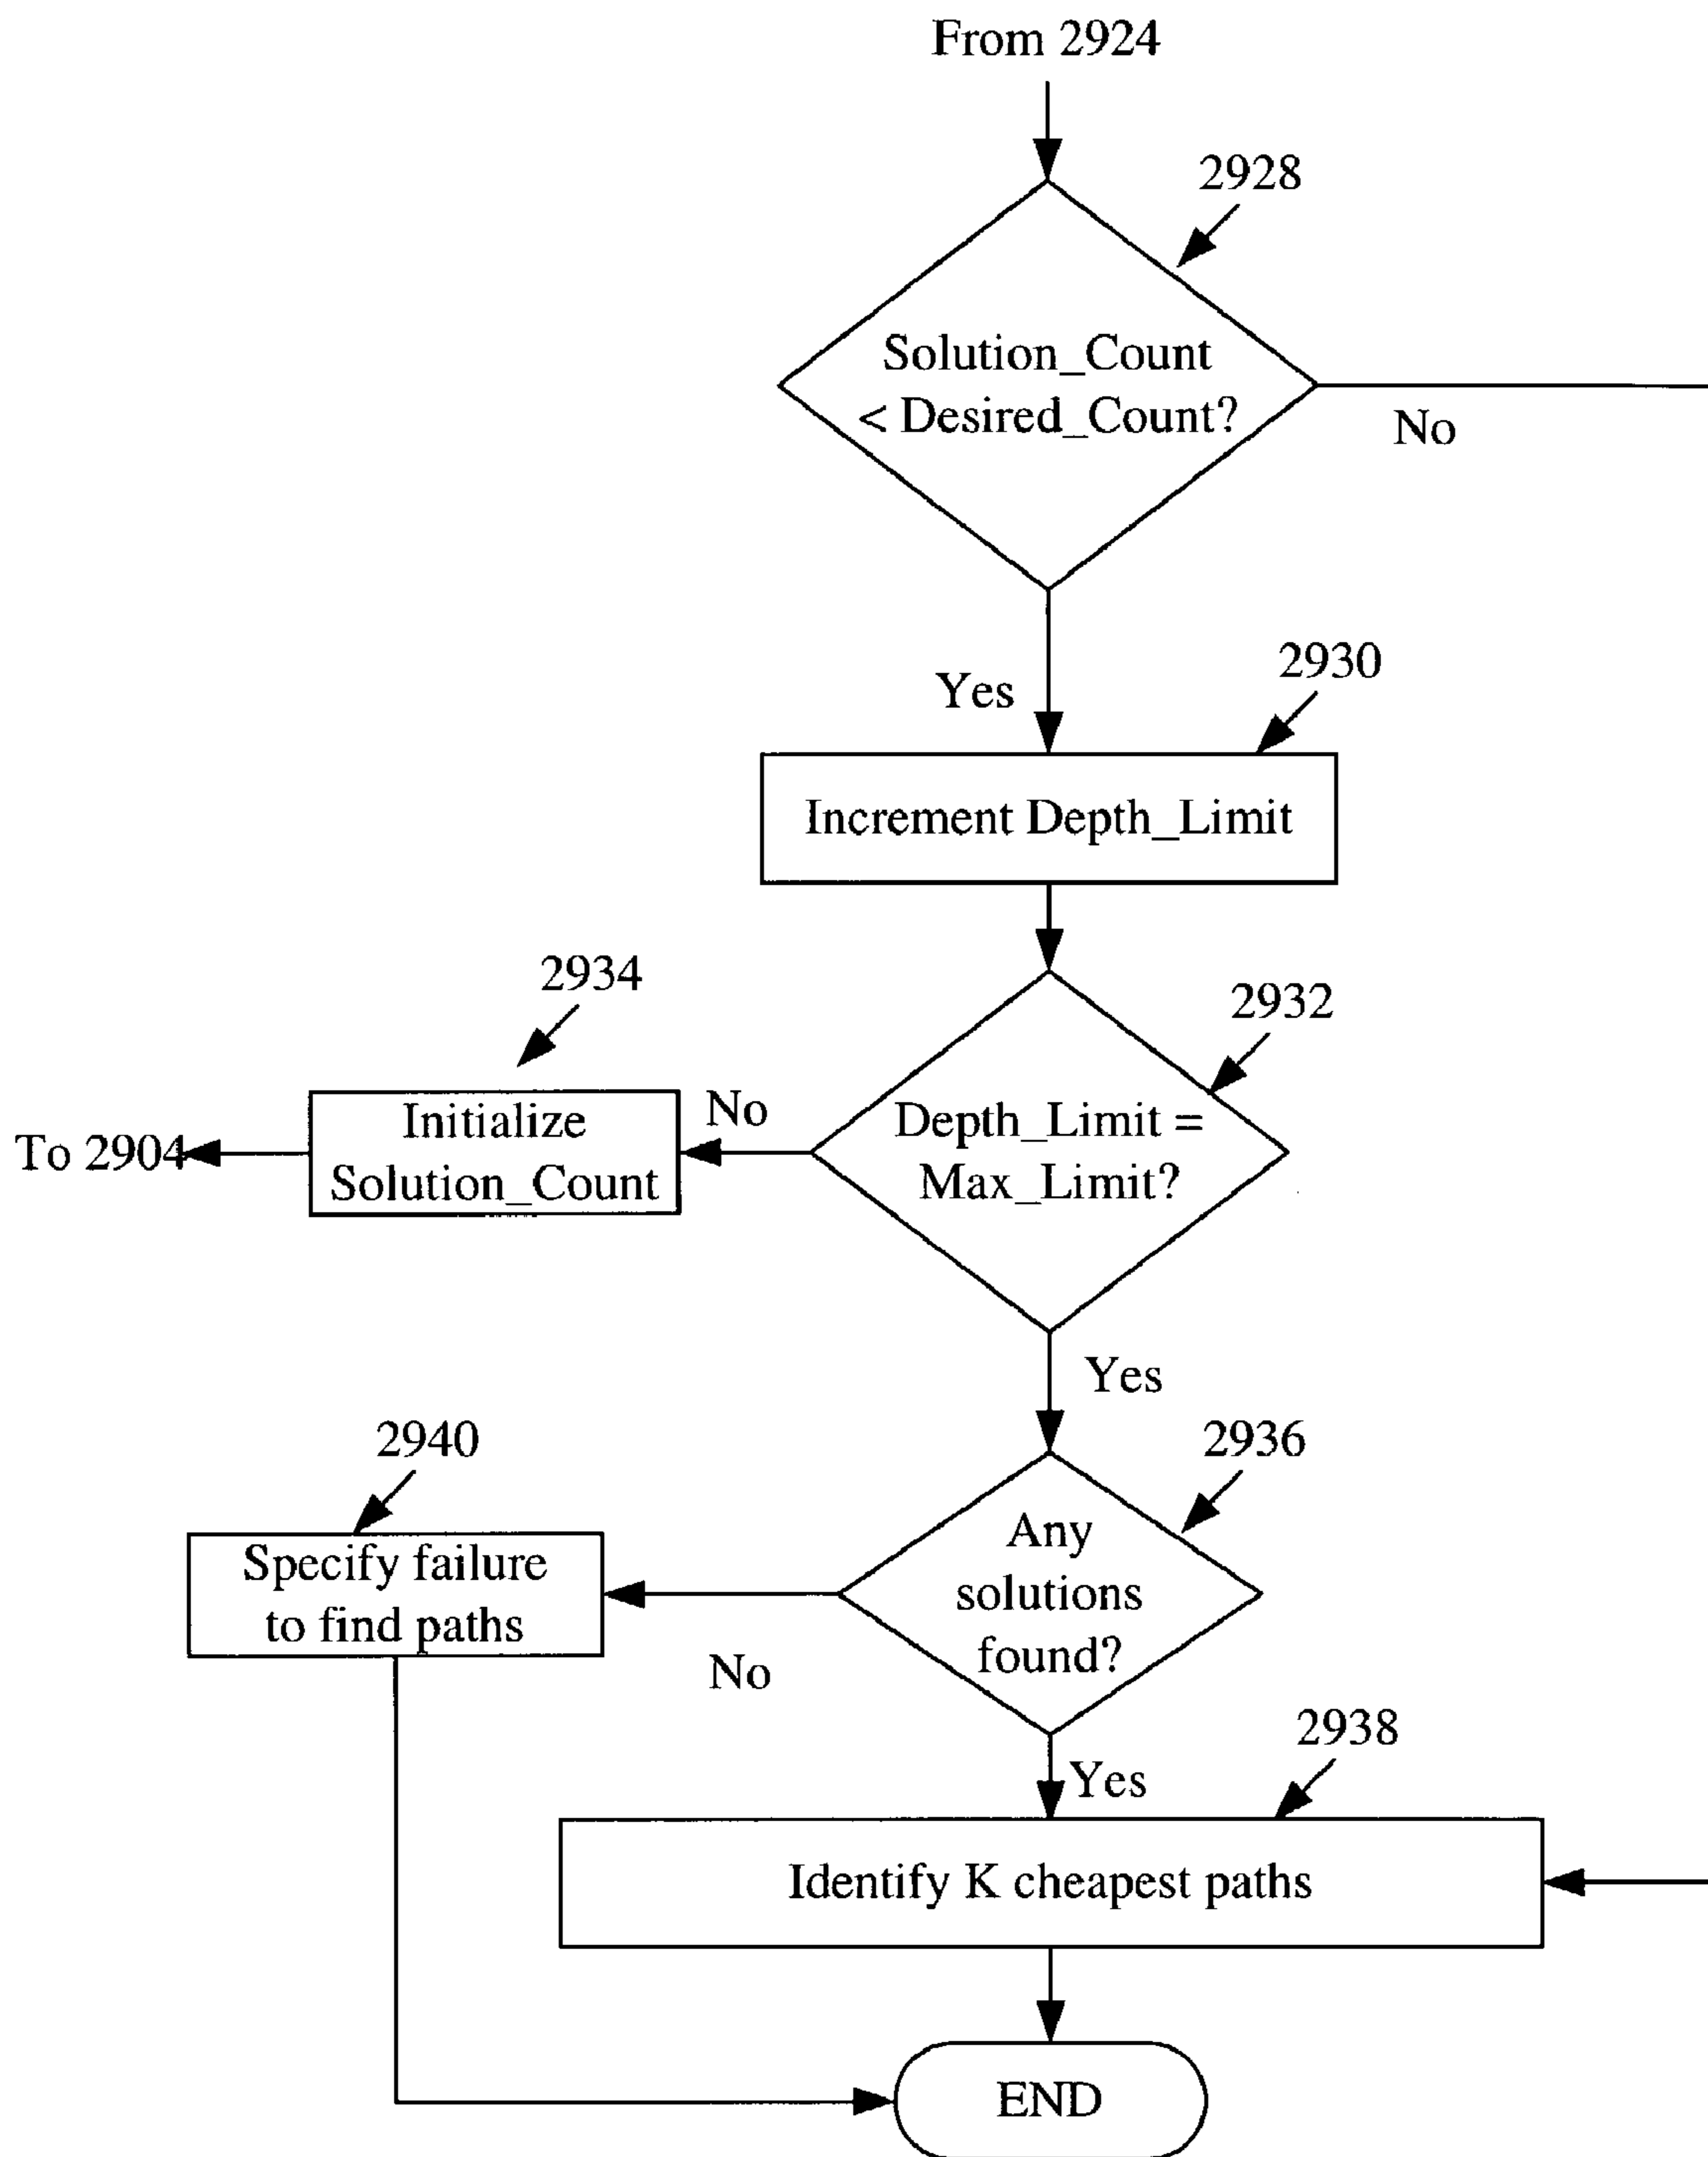 From 2924
2928
Solution_Count
< Desired_Count?
No
Yes
2930
Increment Depth_Limit
2934
2932
To 2904
Initialize
Solution_Count
No
Depth_Limit =
Max_Limit?
Yes
2940
2936
Specify failure
to find paths
No
Any
solutions
found?
2938
Yes
Identify K cheapest paths
END